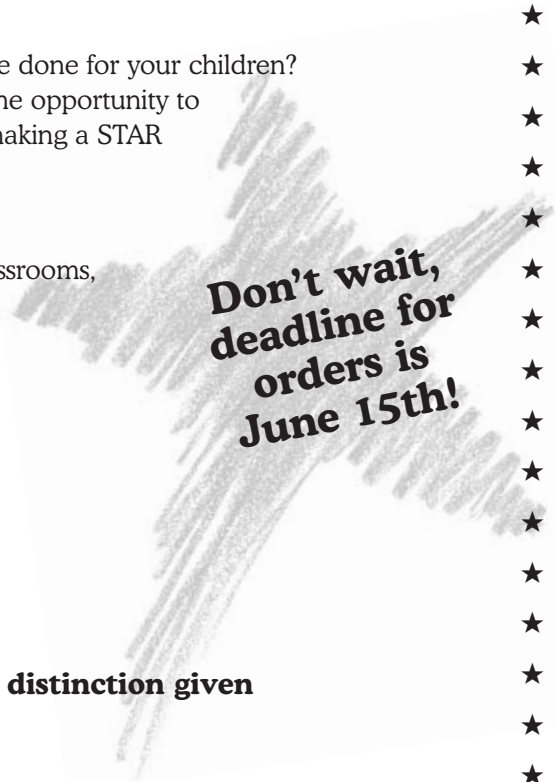 e done for your children?
ne opportunity to
naking a STAR
ssrooms,
Don't wait,
deadline for
orders is
June 15th!
distinction given